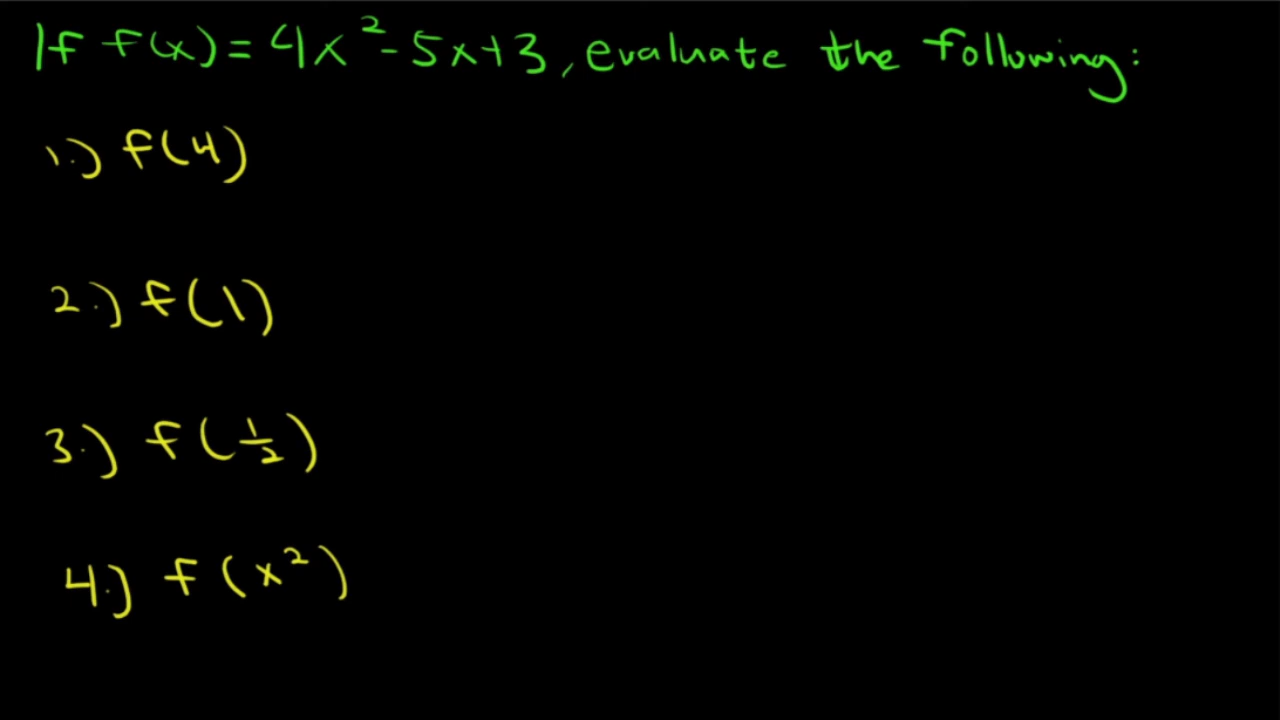 If f(x) = 4x² - 5x + 3, evaluate the following:
1.) f(4)
2.) f(1)
3.) f(½)
4.) f(x²)